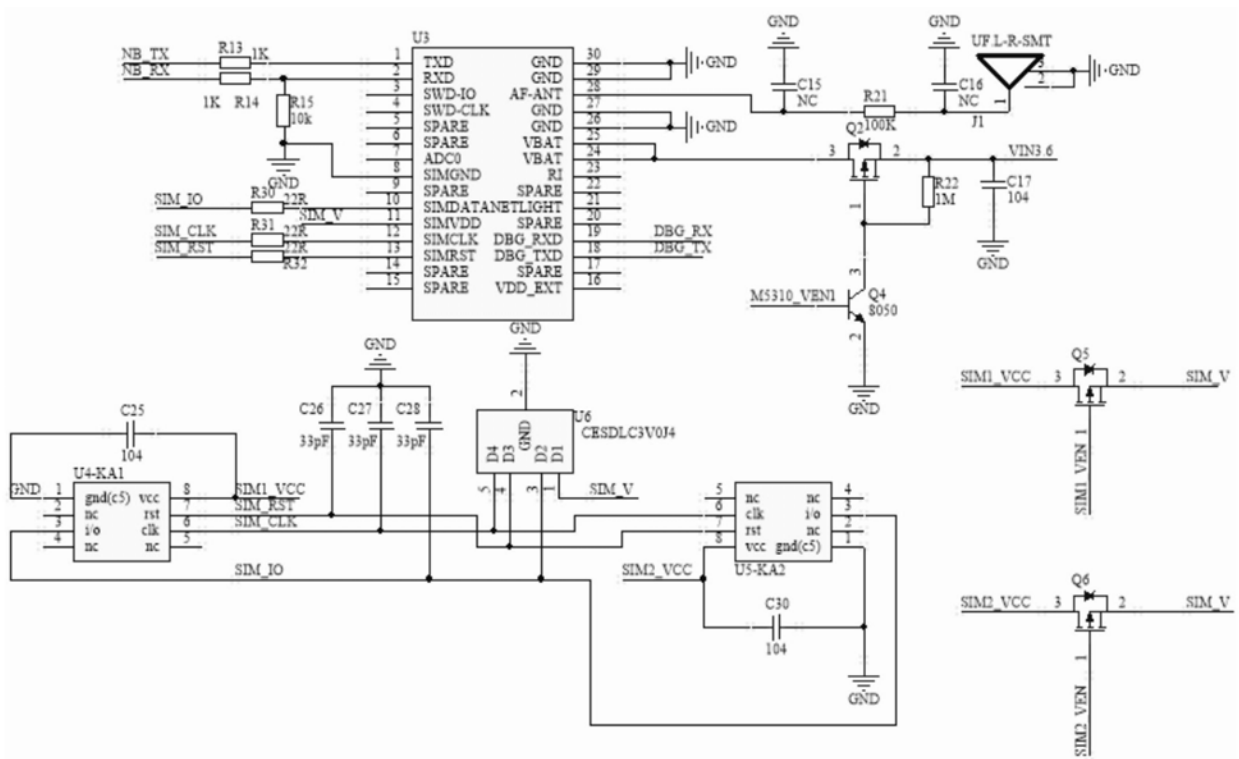 GND
GND
U3
UF.L-R-SMT
NB_TX
R13
1K
1
TXD
GND
30
GND
NB_RX
2
RXD
GND
29
3
SWD-IO
AF-ANT
28
C15
NC
C16
NC
3
2
GND
1K
R14
R15
10k
4
SWD-CLK
GND
27
R21
100K
1
J1
5
SPARE
GND
26
GND
6
SPARE
VBAT
25
Q2
7
ADC0
VBAT
24
3
2
VIN3.6
GND
8
SIMGND
RI
23
9
SPARE
SPARE
22
R22
1M
C17
104
SIM_IO
R30
22R
10
SIMDATANETLIGHT
21
1
SIM_V
11
SIMVDD
SPARE
20
SIM_CLK
R31
22R
12
SIMCLK
DBG_RXD
19
DBG_RX
SIM_RST
22R
R32
13
SIMRST
DBG_TXD
18
DBG_TX
GND
14
SPARE
SPARE
17
3
15
SPARE
VDD_EXT
16
M5310_VEN1
Q4
8050
2
GND
GND
GND
Q5
SIM1_VCC
3
2
SIM_V
1
SIM1_VEN
C25
104
C26
33pF
C27
33pF
C28
33pF
2
U6
CESDLC3V0J4
GND
D4
D3
D2
D1
5
4
3
1
SIM_V
U4-KA1
GND
1
gnd(c5)
vcc
8
SIM1_VCC
2
nc
rst
7
SIM_RST
3
i/o
clk
6
SIM_CLK
4
nc
nc
5
SIM_IO
5
nc
nc
4
6
clk
i/o
3
7
rst
nc
2
8
vcc
gnd(c5)
1
SIM2_VCC
U5-KA2
C30
104
GND
Q6
SIM2_VCC
3
2
SIM_V
1
SIM2_VEN